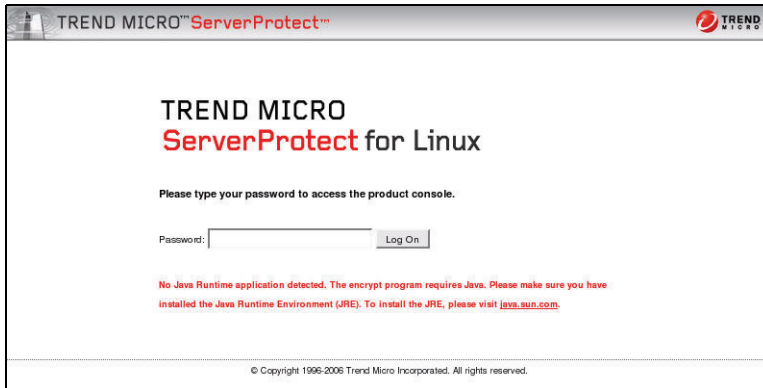 TREND MICRO™ServerProtect™
TREND
MICRO
TREND MICRO
ServerProtect for Linux
Please type your password to access the product console.
Password:
Log On
No Java Runtime application detected. The encrypt program requires Java. Please make sure you have
installed the Java Runtime Environment (JRE). To install the JRE, please visit java.sun.com.
© Copyright 1996-2006 Trend Micro Incorporated. All rights reserved.